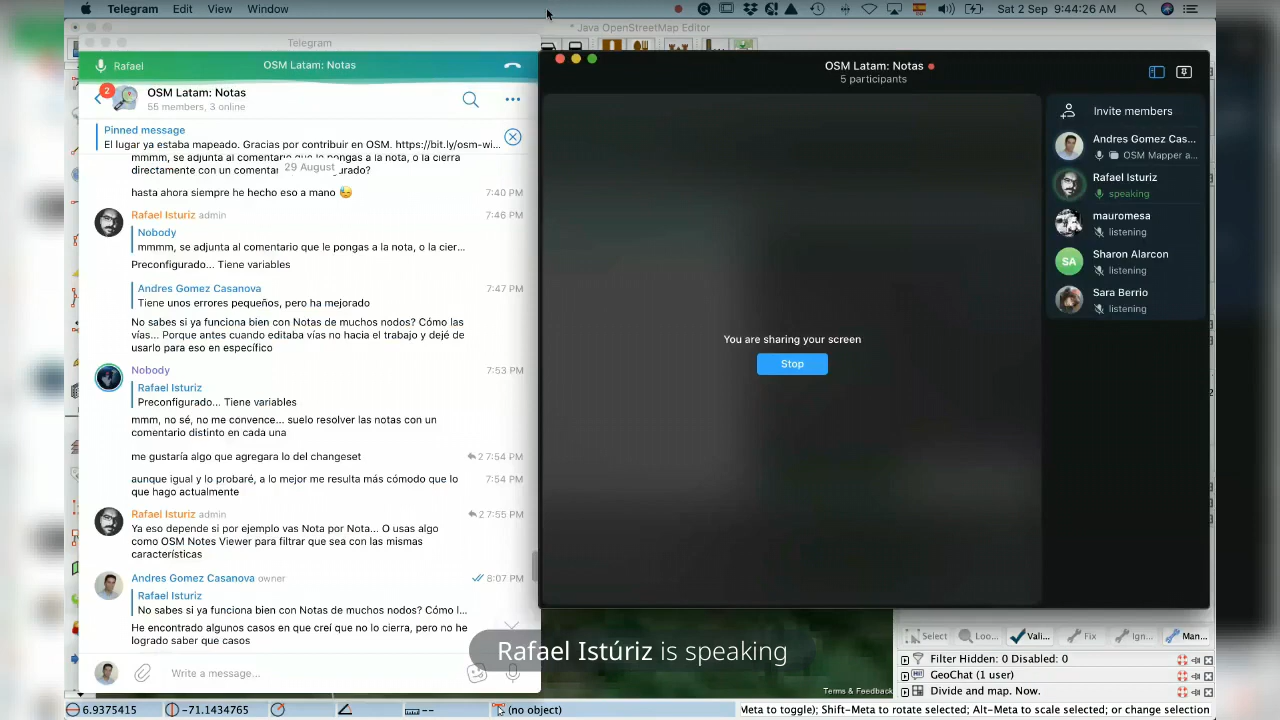 Telegram Edit View Window
Sat 2 Sep 9:44:26 AM
* Java OpenStreetMap Editor
Telegram
Rafael
OSM Latam: Notas
2
OSM Latam: Notas
55 members, 3 online
Pinned message
El lugar ya estaba mapeado. Gracias por contribuir en OSM. https://bit.ly/osm-wi...
mmmm, se adjunta al comentario que le pongas a la nota, o la cierra
directamente con un comentar urado?
29 August
hasta ahora siempre he hecho eso a mano 😓 7:40 PM
Rafael Isturiz admin 7:46 PM
Nobody
mmmm, se adjunta al comentario que le pongas a la nota, o la cier...
Preconfigurado... Tiene variables
Andres Gomez Casanova 7:47 PM
Tiene unos errores pequeños, pero ha mejorado
No sabes si ya funciona bien con Notas de muchos nodos? Cómo las
vías... Porque antes cuando editaba vías no hacia el trabajo y dejé de
usarlo para eso en específico
Nobody 7:53 PM
Rafael Isturiz
Preconfigurado... Tiene variables
mmm, no sé, no me convence... suelo resolver las notas con un
comentario distinto en cada una
me gustaría algo que agregara lo del changeset 2 7:54 PM
aunque igual y lo probaré, a lo mejor me resulta más cómodo que lo 7:54 PM
que hago actualmente
Rafael Isturiz admin 2 7:55 PM
Ya eso depende si por ejemplo vas Nota por Nota... O usas algo
como OSM Notes Viewer para filtrar que sea con las mismas
características
Andres Gomez Casanova owner 8:07 PM
Rafael Isturiz
No sabes si ya funciona bien con Notas de muchos nodos? Cómo l...
He encontrado algunos casos en que creí que no lo cierra, pero no he
logrado saber que casos
Write a message...
OSM Latam: Notas
5 participants
You are sharing your screen
Stop
Invite members
Andres Gomez Cas...
OSM Mapper a...
Rafael Isturiz
speaking
mauromesa
listening
SA
Sharon Alarcon
listening
Sara Berrio
listening
Rafael Istúriz is speaking
Terms & Feedback
Select Loo... Vali... Fix Ign... Man...
Filter Hidden: 0 Disabled: 0
GeoChat (1 user)
Divide and map. Now.
6.9375415 -71.1434765 -- (no object) Meta to toggle); Shift-Meta to rotate selected; Alt-Meta to scale selected; or change selection